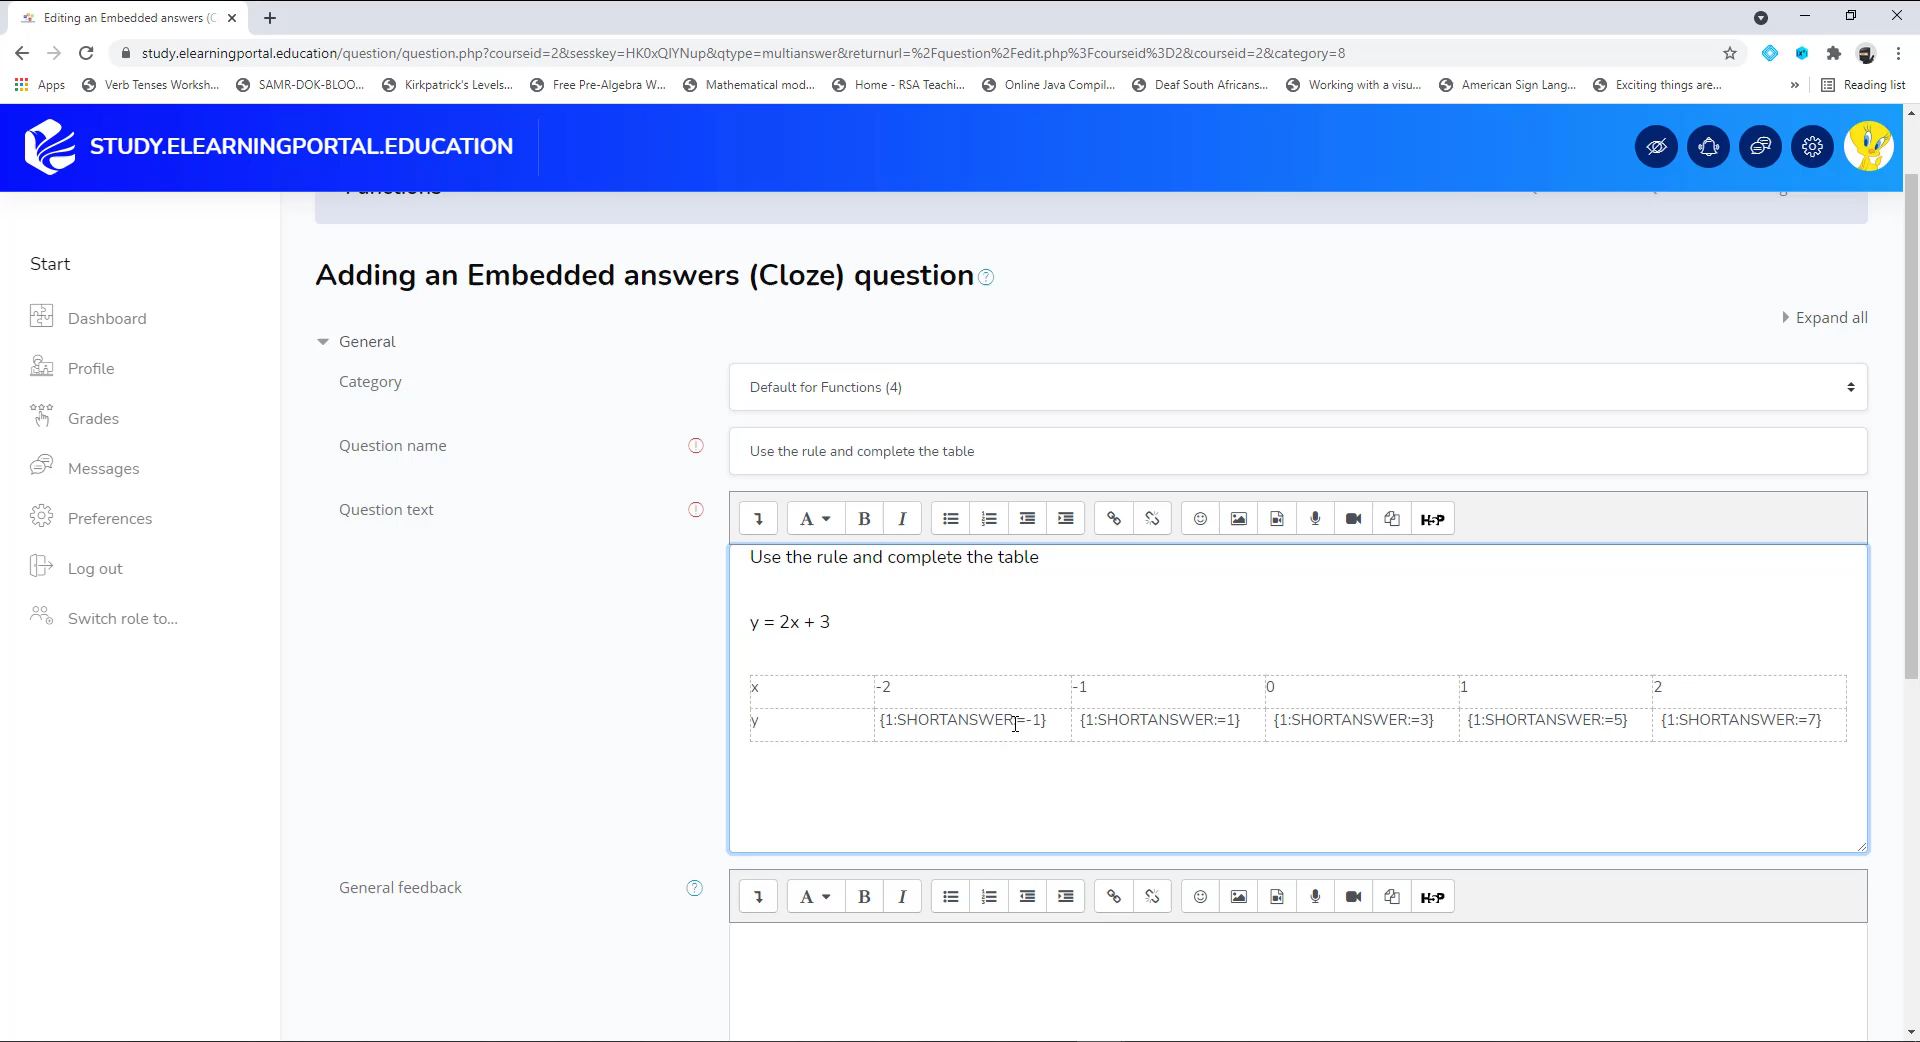 Editing an Embedded answers (C
study.elearningportal.education/question/question.php?courseid=2&sesskey=HK0xQlYNup&qtype=multianswer&returnurl=%2Fquestion%2Fedit.php%3Fcourseid%3D2&courseid=2&category=8
Apps Verb Tenses Worksh... SAMR-DOK-BLOO... Kirkpatrick's Levels... Free Pre-Algebra W... Mathematical mod... Home - RSA Teachi... Online Java Compil... Deaf South Africans... Working with a visu... American Sign Lang... Exciting things are... » Reading list
STUDY.ELEARNINGPORTAL.EDUCATION
Functions
Start
Dashboard
Profile
Grades
Messages
Preferences
Log out
Switch role to...
Adding an Embedded answers (Cloze) question
Expand all
General
Category
Default for Functions (4)
Question name
Use the rule and complete the table
Question text
A B I H-P
Use the rule and complete the table
y = 2x + 3
x -2 -1 0 1 2
y {1:SHORTANSWER:=-1} {1:SHORTANSWER:=1} {1:SHORTANSWER:=3} {1:SHORTANSWER:=5} {1:SHORTANSWER:=7}
General feedback
A B I H-P